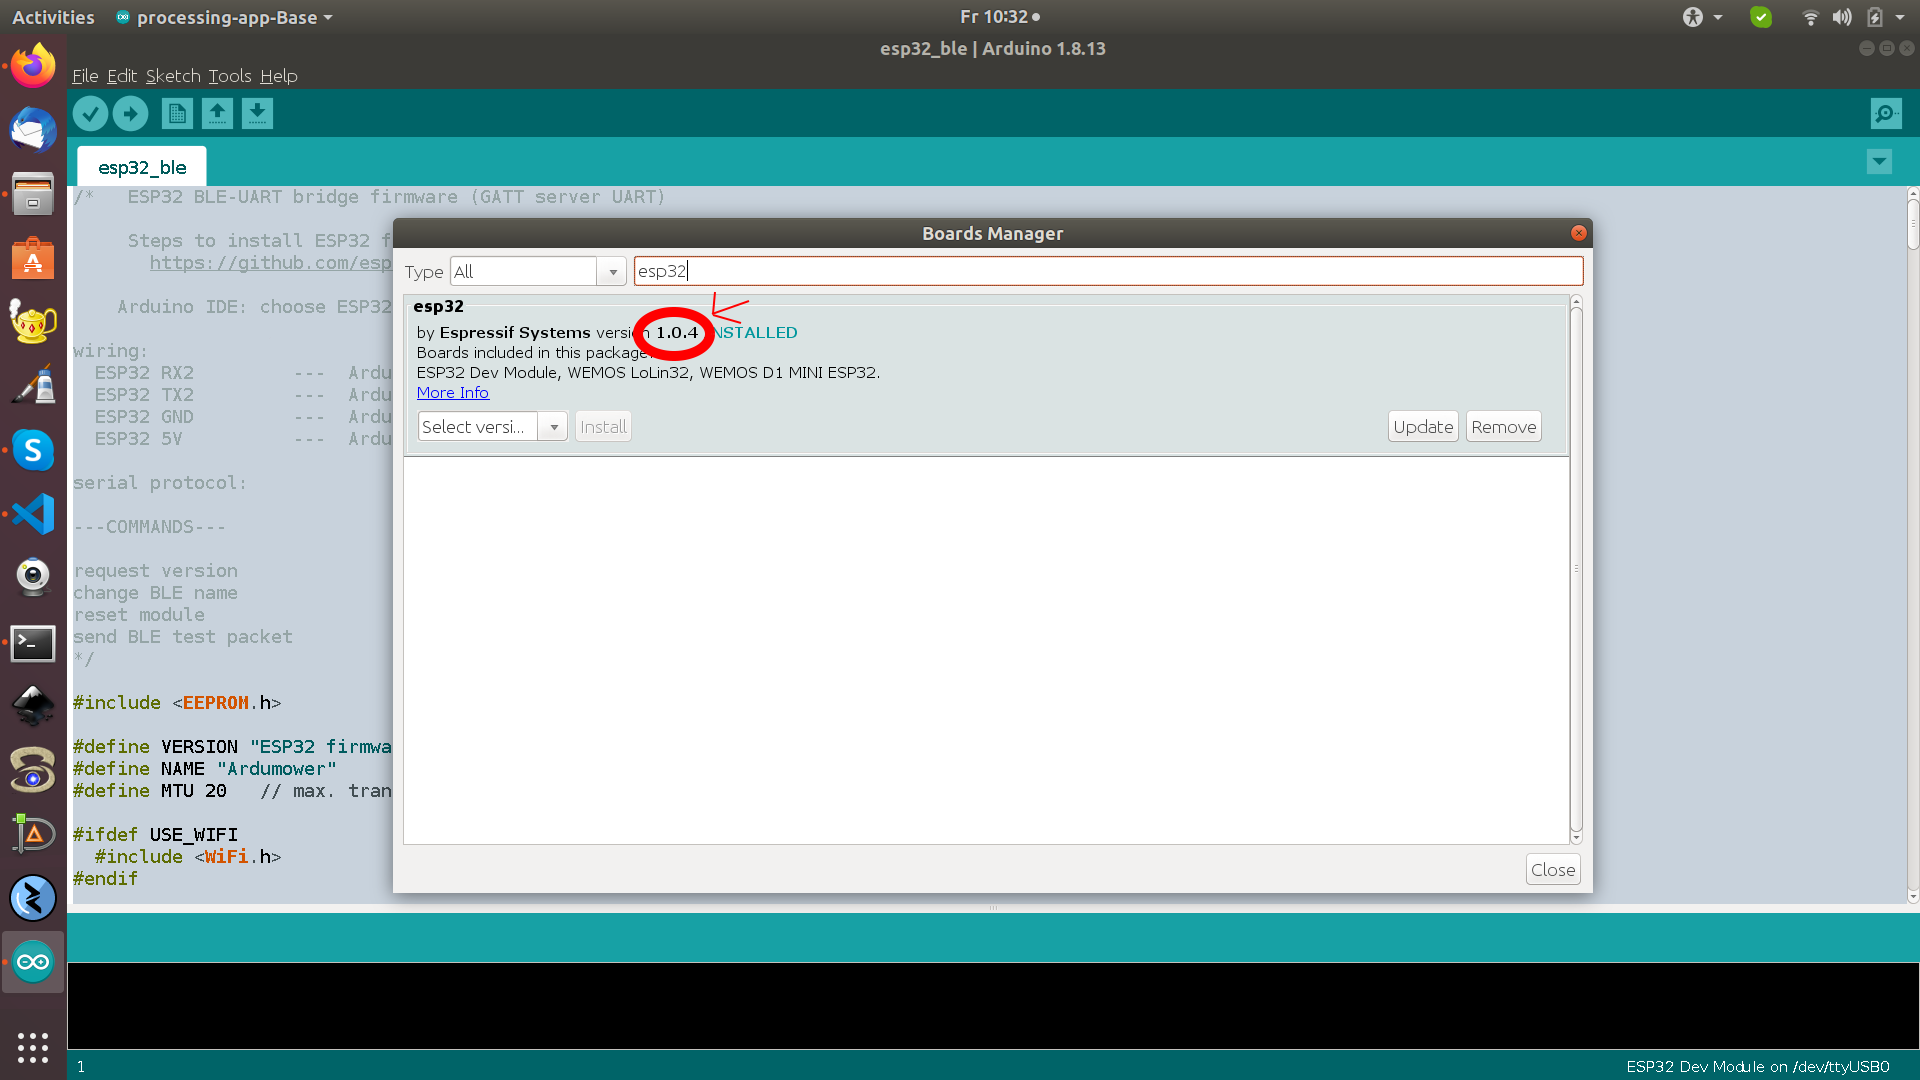 Activities
processing-app-Base
Fr 10:32
esp32_ble | Arduino 1.8.13
File Edit Sketch Tools Help
esp32_ble
/* ESP32 BLE-UART bridge firmware (GATT server UART)
Steps to install ESP32
https://github.com/esp
Arduino IDE: choose ESP32
wiring:
ESP32 RX2 --- Ardu
ESP32 TX2 --- Ardu
ESP32 GND --- Ardu
ESP32 5V --- Ardu
serial protocol:
---COMMANDS---
request version
change BLE name
reset module
send BLE test packet
*/
#include <EEPROM.h>
#define VERSION "ESP32 firmwa
#define NAME "Ardumower"
#define MTU 20 // max. tran
#ifdef USE_WIFI
#include <WiFi.h>
#endif
Boards Manager
Type All esp32
esp32
by Espressif Systems version 1.0.4 INSTALLED
Boards included in this package:
ESP32 Dev Module, WEMOS LoLin32, WEMOS D1 MINI ESP32.
More Info
Select versi... Install Update Remove
Close
1
ESP32 Dev Module on /dev/ttyUSB0